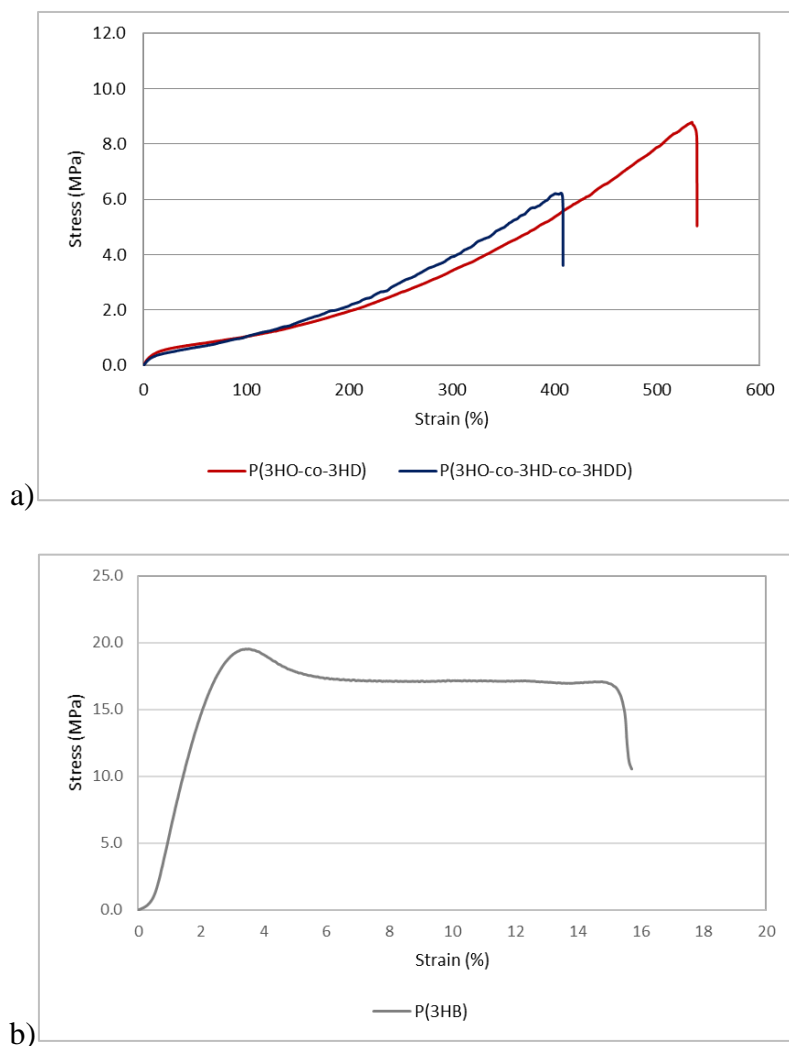 12.0
10.0
8.0
6.0
4.0
2.0
0.0
Stress (MPa)
0 100 200 300 400 500 600
Strain (%)
P(3HO-co-3HD) P(3HO-co-3HD-co-3HDD)
a)
25.0
20.0
15.0
10.0
5.0
0.0
Stress (MPa)
0 2 4 6 8 10 12 14 16 18 20
Strain (%)
P(3HB)
b)